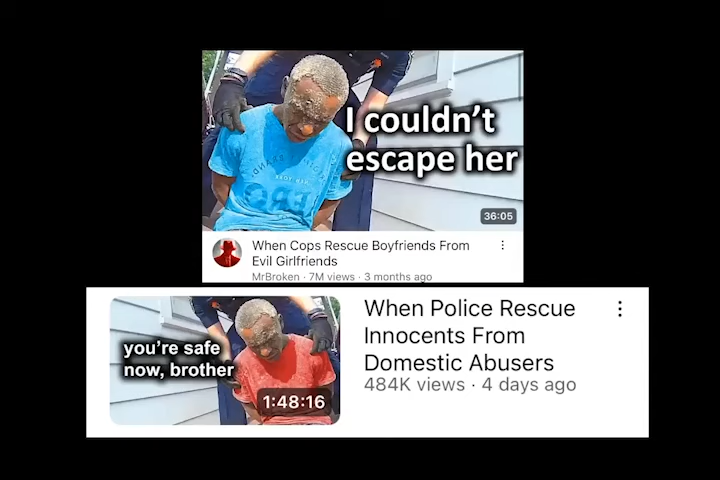 I couldn't
escape her
36:05
When Cops Rescue Boyfriends From
Evil Girlfriends
MrBroken · 7M views · 3 months ago
you're safe
now, brother
1:48:16
When Police Rescue
Innocents From
Domestic Abusers
484K views · 4 days ago